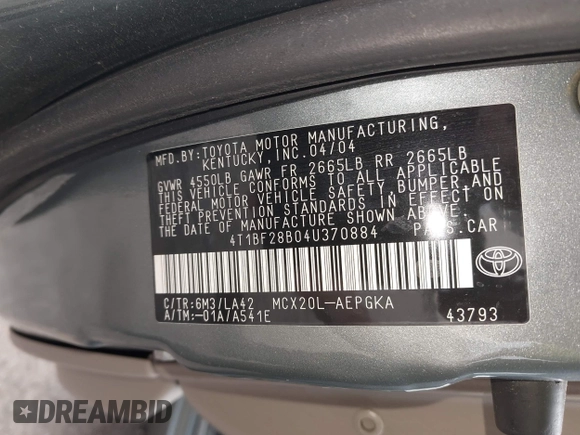 MFD.BY:TOYOTA MOTOR MANUFACTURING,
KENTUCKY, INC.04/04
GVWR 4550LB GAWR FR 2665LB RR 2665LB
THIS VEHICLE CONFORMS TO ALL APPLICABLE
FEDERAL MOTOR VEHICLE SAFETY, BUMPER, AND
THEFT PREVENTION STANDARDS IN EFFECT ON
THE DATE OF MANUFACTURE SHOWN ABOVE.
4T1BF28B04U370884 PASS.CAR
C/TR:6M3/LA42 MCX20L-AEPGKA
A/TM:-01A7A541E 43793
DREAMBID